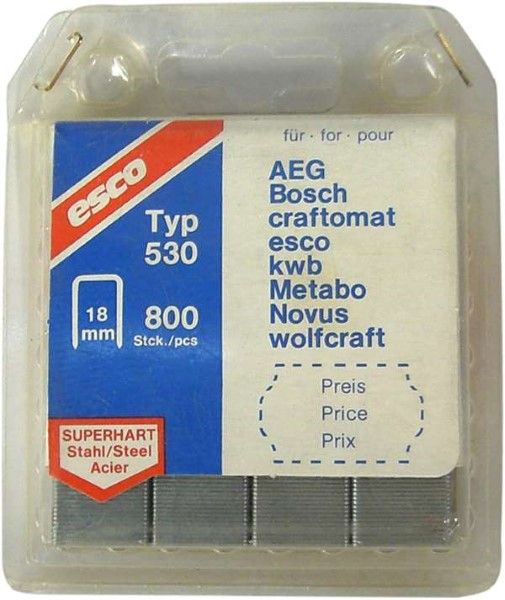 esco
Typ
530
18
mm
800
Stck./pcs
SUPERHART
Stahl/Steel
Acier
für · for · pour
AEG
Bosch
craftomat
esco
kwb
Metabo
Novus
wolfcraft
Preis
Price
Prix